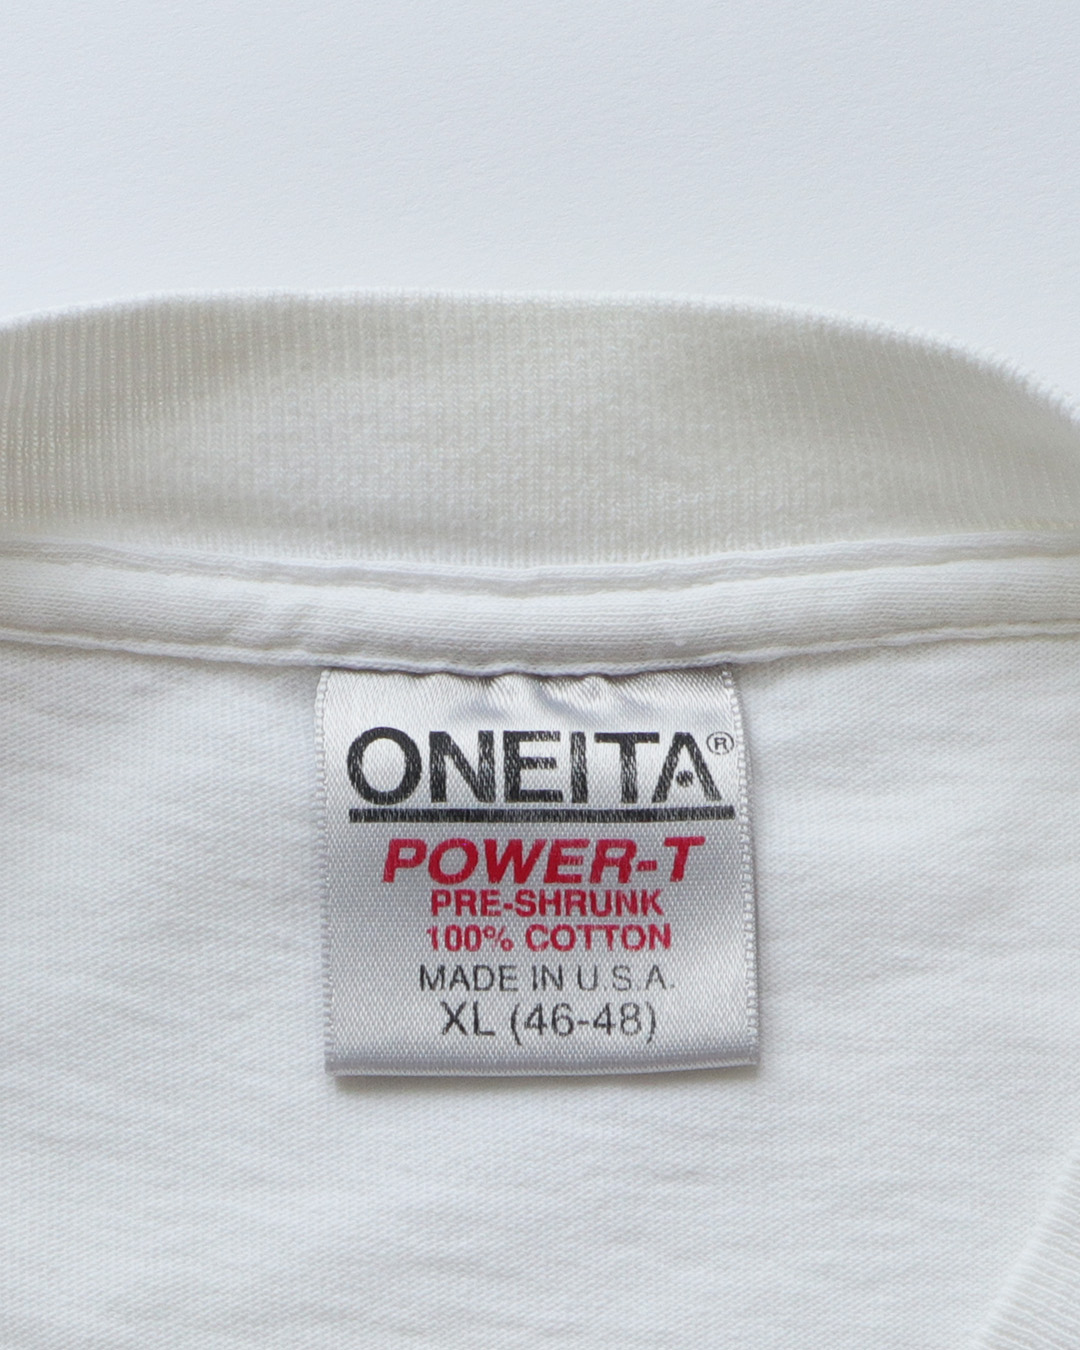 ONEITA®
POWER-T
PRE-SHRUNK
100% COTTON
MADE IN U.S.A.
XL (46-48)